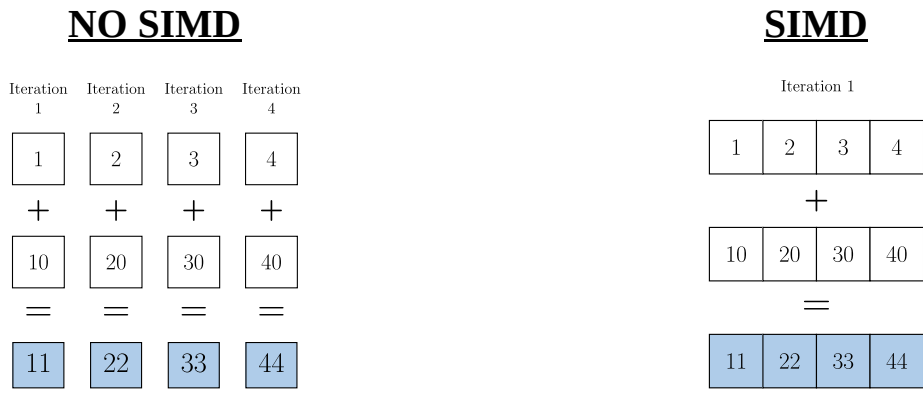 NO SIMD
Iteration Iteration Iteration Iteration
1 2 3 4
1 2 3 4
+ + + +
10 20 30 40
= = = =
11 22 33 44
SIMD
Iteration 1
1 2 3 4
+
10 20 30 40
=
11 22 33 44